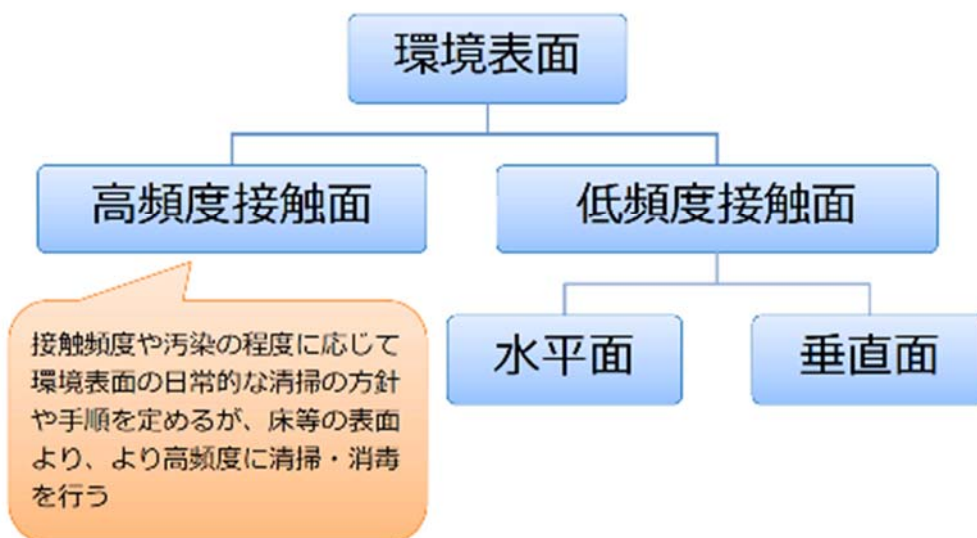 環境表面
高頻度接触面
低頻度接触面
接触頻度や汚染の程度に応じて
環境表面の日常的な清掃の方針
や手順を定めるが、床等の表面
より、より高頻度に清掃・消毒
を行う
水平面
垂直面